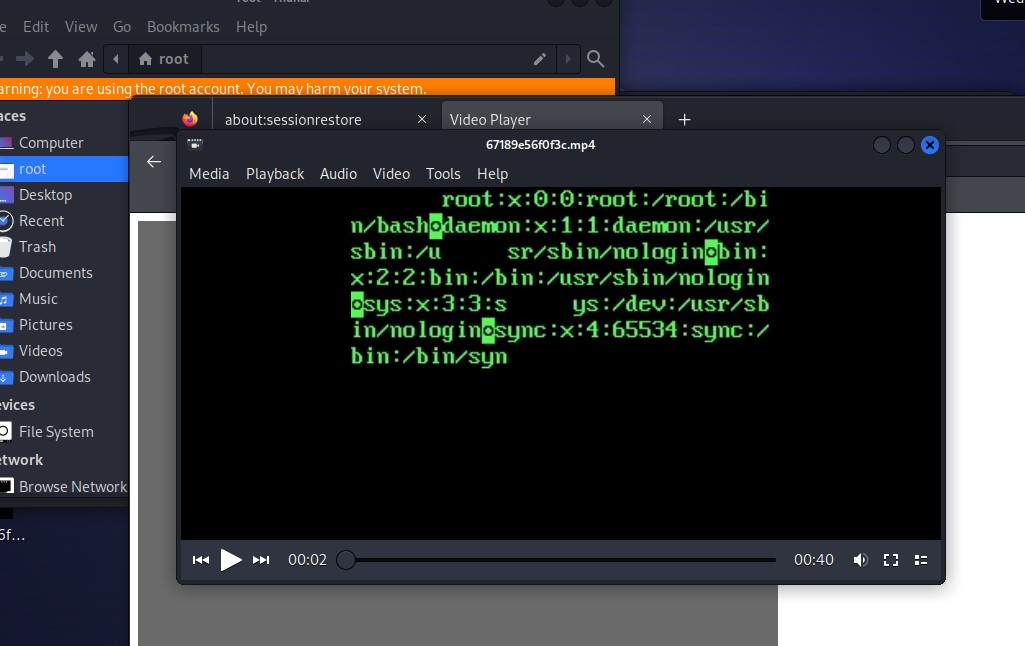 Edit View Go Bookmarks Help
root
arning: you are using the root account. You may harm your system.
aces
Computer
root
Desktop
Recent
Trash
Documents
Music
Pictures
Videos
Downloads
evices
File System
etwork
Browse Network
6f...
about:sessionrestore
Video Player
67189e56f0f3c.mp4
Media Playback Audio Video Tools Help
root:x:0:0:root:/root:/bi
n/bash daemon:x:1:1:daemon:/usr/
sbin:/u sr/sbin/nologin bin:
x:2:2:bin:/bin:/usr/sbin/nologin
sys:x:3:3:s ys:/dev:/usr/sb
in/nologin sync:x:4:65534:sync:/
bin:/bin/syn
00:02
00:40